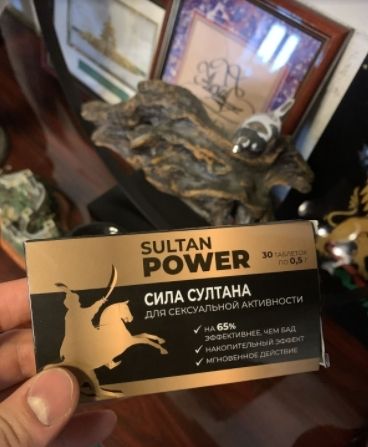 SULTAN
POWER
30 ТАБЛЕТОК
ПО 0,5 Г
СИЛА СУЛТАНА
ДЛЯ СЕКСУАЛЬНОЙ АКТИВНОСТИ
✓ НА 65%
ЭФФЕКТИВНЕЕ, ЧЕМ БАД
✓ НАКОПИТЕЛЬНЫЙ ЭФФЕКТ
✓ МГНОВЕННОЕ ДЕЙСТВИЕ